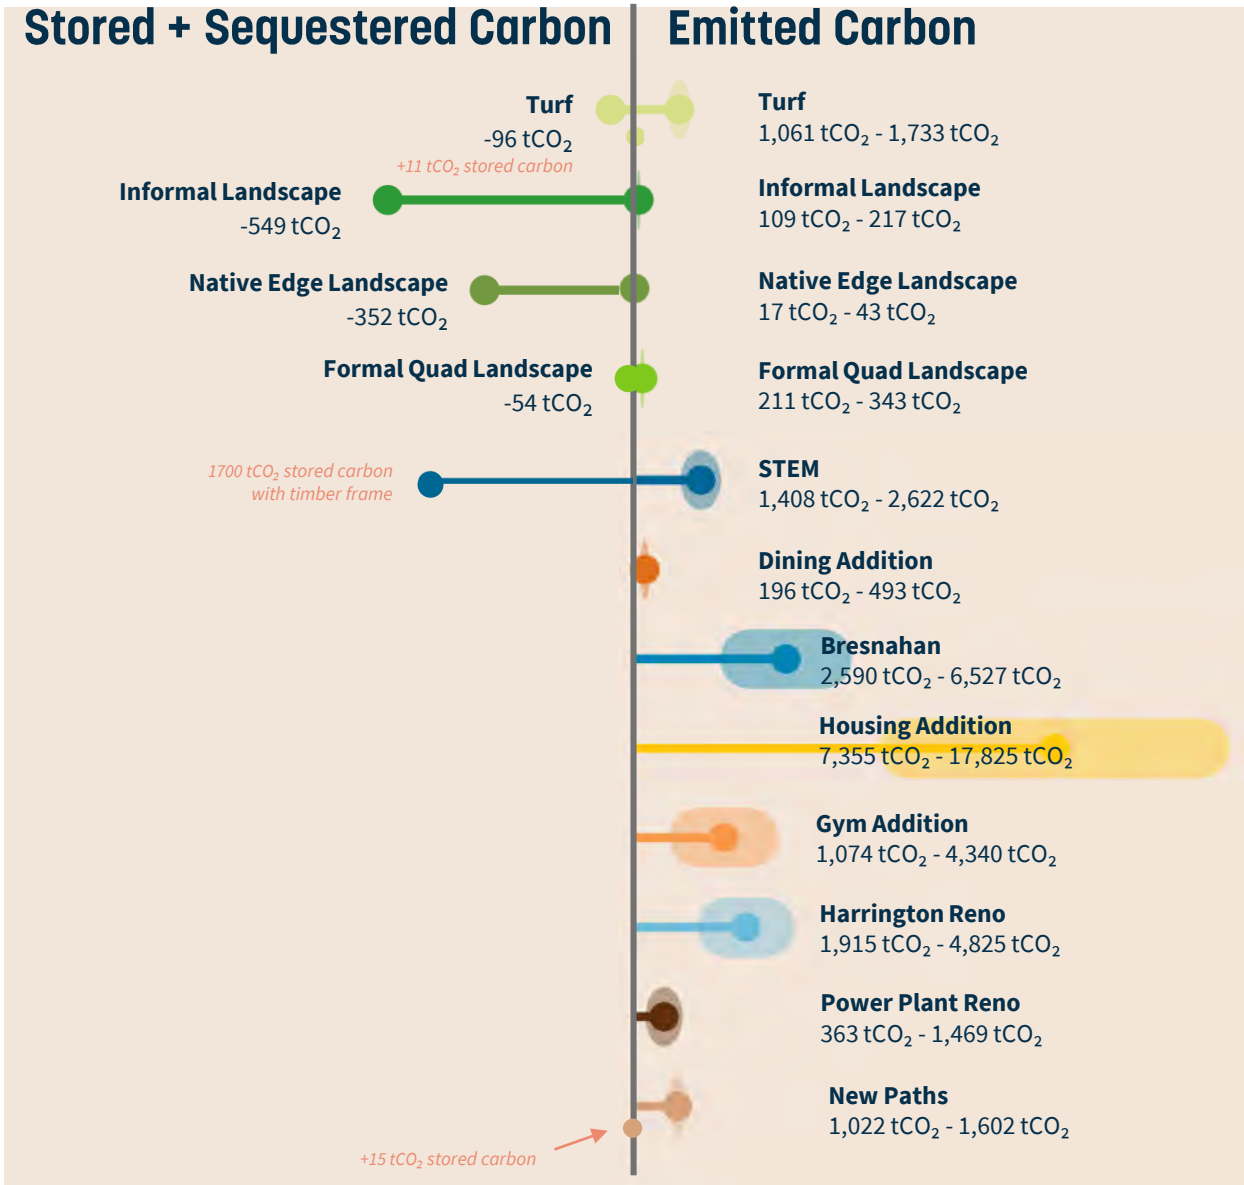 Stored + Sequestered Carbon
Emitted Carbon
Turf
-96 tCO₂
+11 tCO₂ stored carbon
Turf
1,061 tCO₂ - 1,733 tCO₂
Informal Landscape
-549 tCO₂
Informal Landscape
109 tCO₂ - 217 tCO₂
Native Edge Landscape
-352 tCO₂
Native Edge Landscape
17 tCO₂ - 43 tCO₂
Formal Quad Landscape
-54 tCO₂
Formal Quad Landscape
211 tCO₂ - 343 tCO₂
1700 tCO₂ stored carbon
with timber frame
STEM
1,408 tCO₂ - 2,622 tCO₂
Dining Addition
196 tCO₂ - 493 tCO₂
Bresnahan
2,590 tCO₂ - 6,527 tCO₂
Housing Addition
7,355 tCO₂ - 17,825 tCO₂
Gym Addition
1,074 tCO₂ - 4,340 tCO₂
Harrington Reno
1,915 tCO₂ - 4,825 tCO₂
Power Plant Reno
363 tCO₂ - 1,469 tCO₂
New Paths
1,022 tCO₂ - 1,602 tCO₂
+15 tCO₂ stored carbon